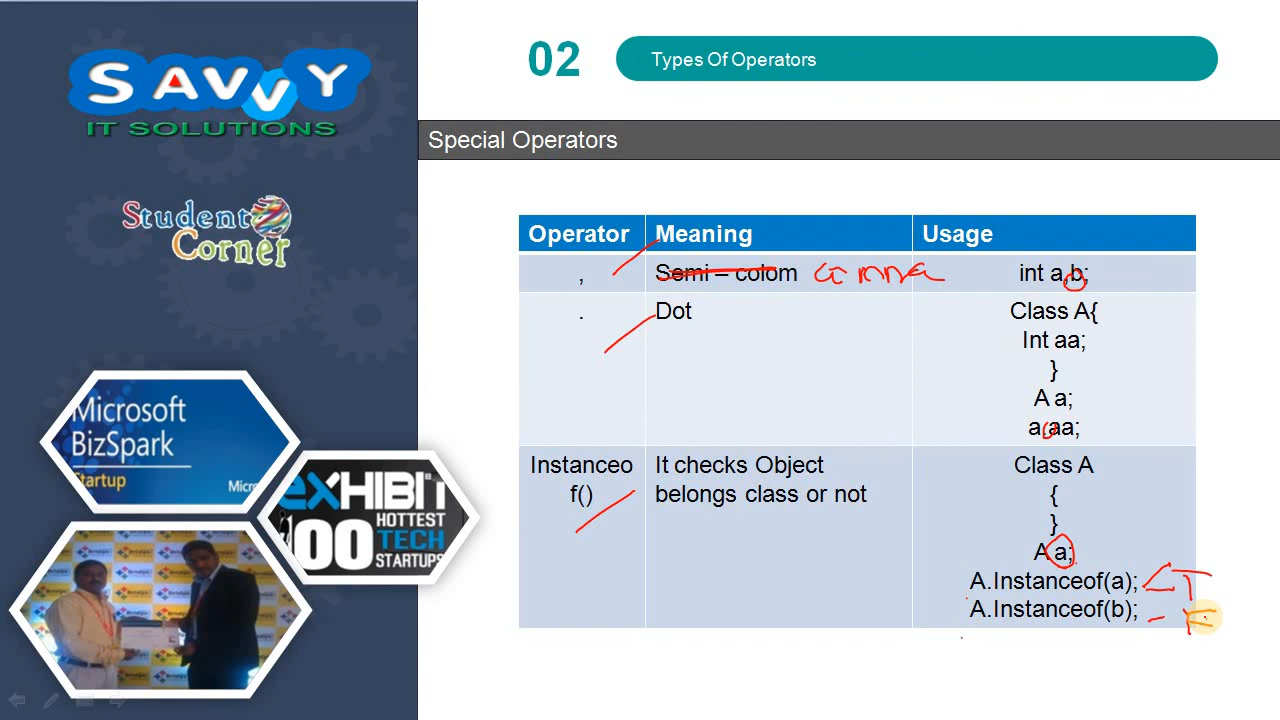 SAVVY
IT SOLUTIONS
Student
Corner
Microsoft
BizSpark
Startup
Micros
eXHIBIT
100 HOTTEST
TECH
STARTUPS
02 Types Of Operators
Special Operators
Operator Meaning Usage
, Semi – colom comma int a,b;
. Dot Class A{
Int aa;
}
A a;
a.aa;
Instanceo It checks Object Class A
f() belongs class or not {
}
A a;
A.Instanceof(a); T
A.Instanceof(b); - F